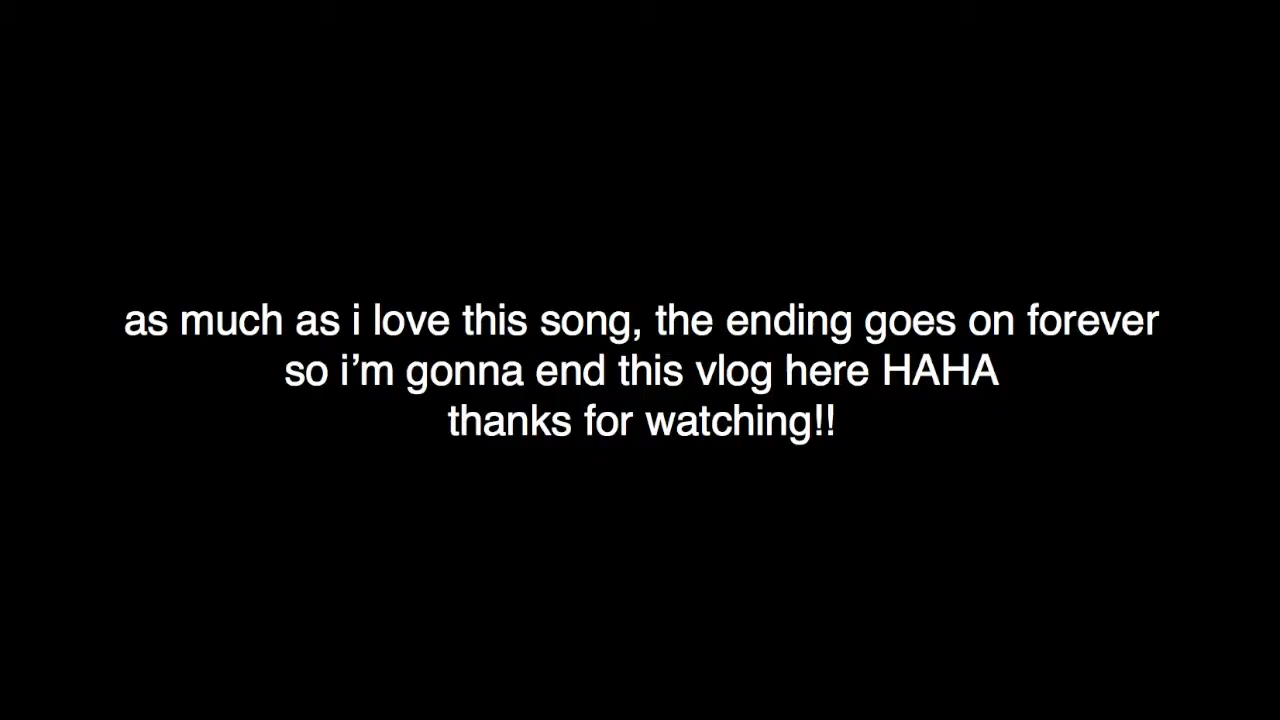 as much as i love this song, the ending goes on forever
so i’m gonna end this vlog here HAHA
thanks for watching!!